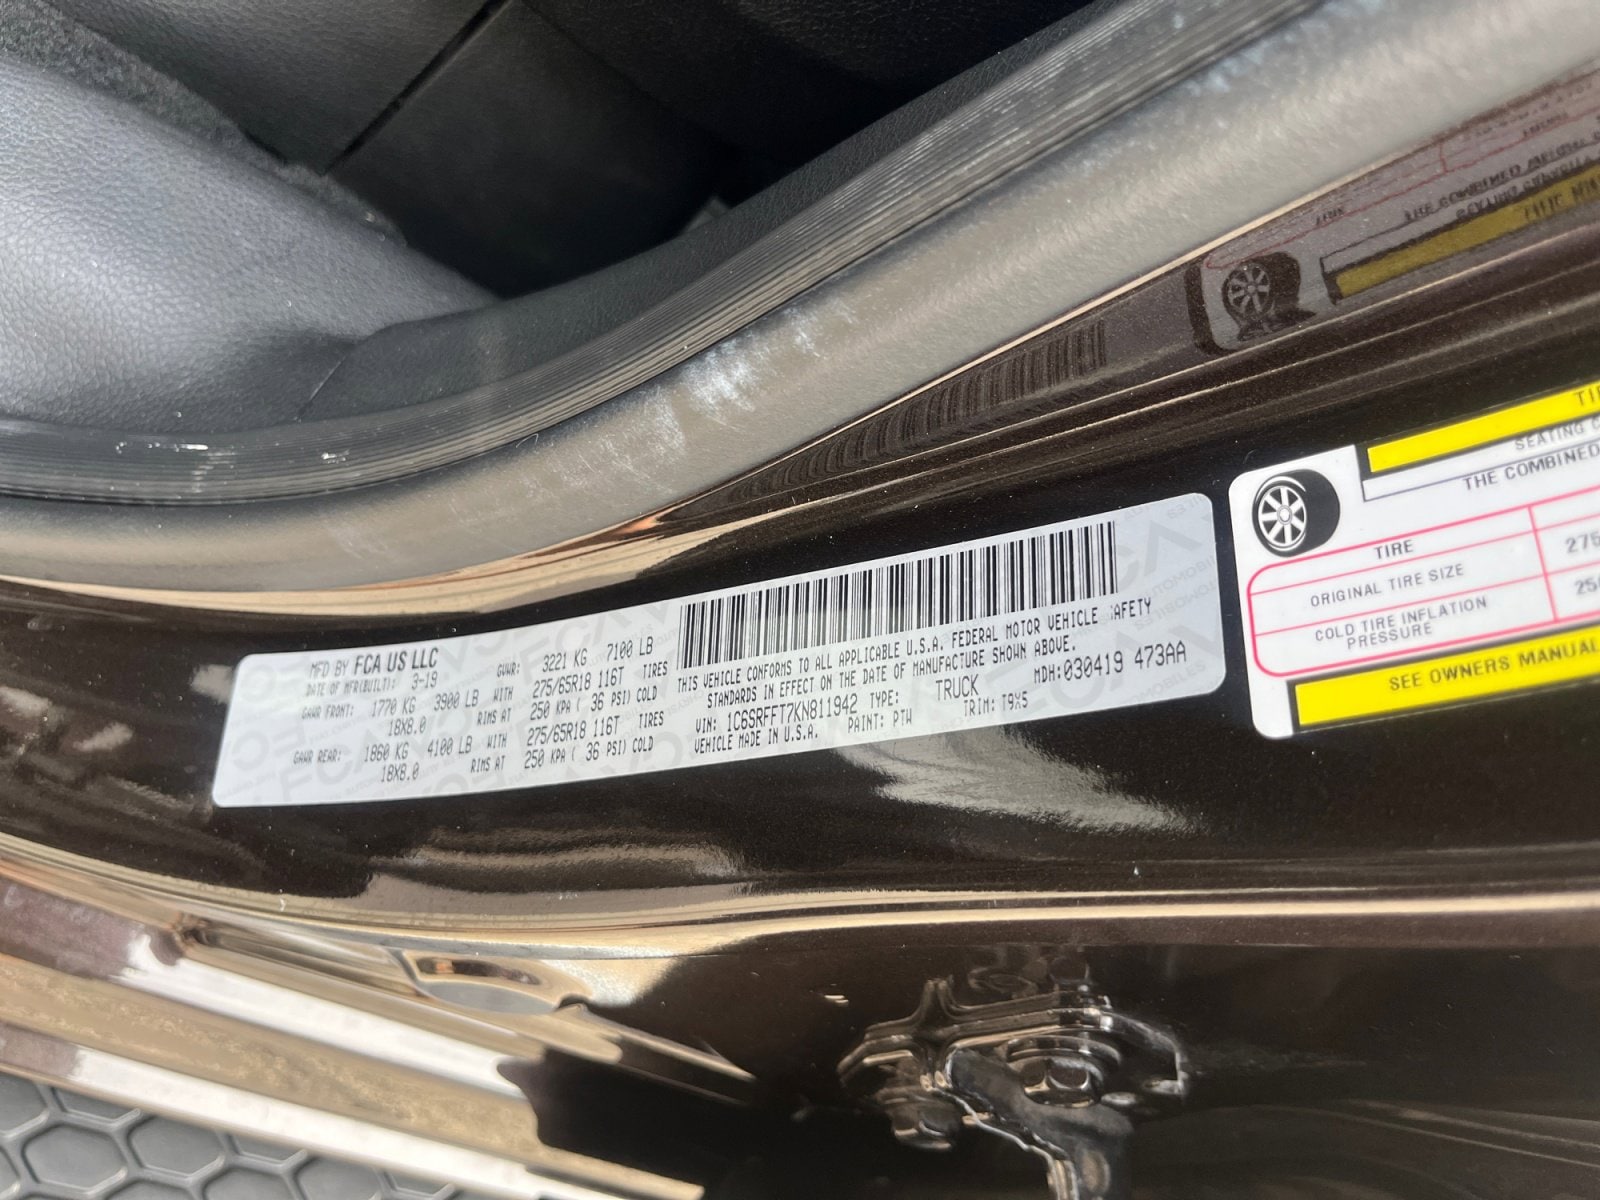 MFD BY FCA US LLC
DATE OF MFR(BUILT): 3-19
GVWR: 3221 KG 7100 LB
GAWR FRONT: 1770 KG 3900 LB WITH 275/65R18 116T TIRES
18X8.0 RIMS AT 250 KPA ( 36 PSI) COLD
GAWR REAR: 1860 KG 4100 LB WITH 275/65R18 116T TIRES
18X8.0 RIMS AT 250 KPA ( 36 PSI) COLD
THIS VEHICLE CONFORMS TO ALL APPLICABLE U.S.A. FEDERAL MOTOR VEHICLE SAFETY
STANDARDS IN EFFECT ON THE DATE OF MANUFACTURE SHOWN ABOVE.
VIN: 1C6SRFFT7KN811942 TYPE: TRUCK MDH:030419 473AA
VEHICLE MADE IN U.S.A. PAINT: PTW TRIM: T9X5
SEATING
THE COMBINED
TIRE 275
ORIGINAL TIRE SIZE
COLD TIRE INFLATION
PRESSURE
SEE OWNERS MANUAL